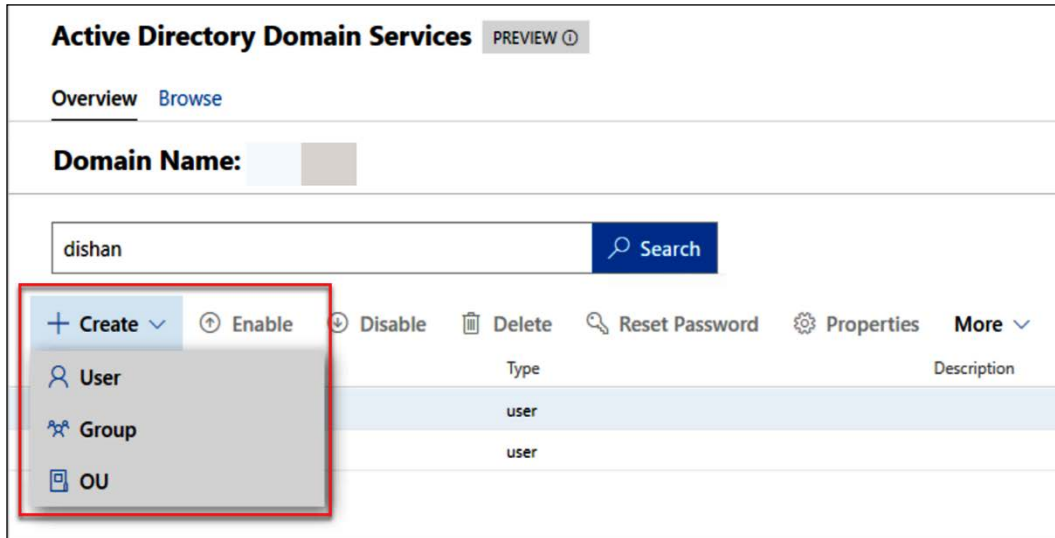 Active Directory Domain Services PREVIEW
Overview Browse
Domain Name:
dishan Search
Create Enable Disable Delete Reset Password Properties More
User Type Description
user
Group
user
OU